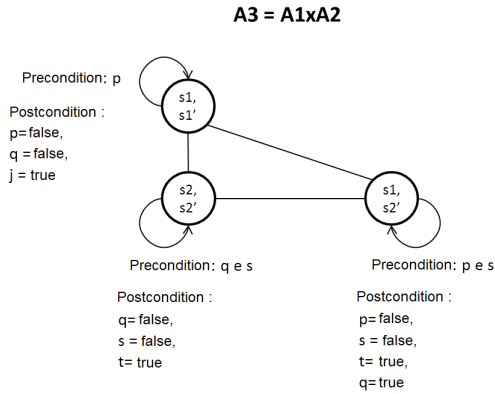 A3 = A1xA2
Precondition: p
s1,
s1’
Postcondition :
p=false,
q =false,
j = true
s2,
s2’
s1,
s2’
Precondition: q e s
Postcondition :
q=false,
s = false,
t= true
Precondition: p e s
Postcondition :
p=false,
s = false,
t= true,
q=true